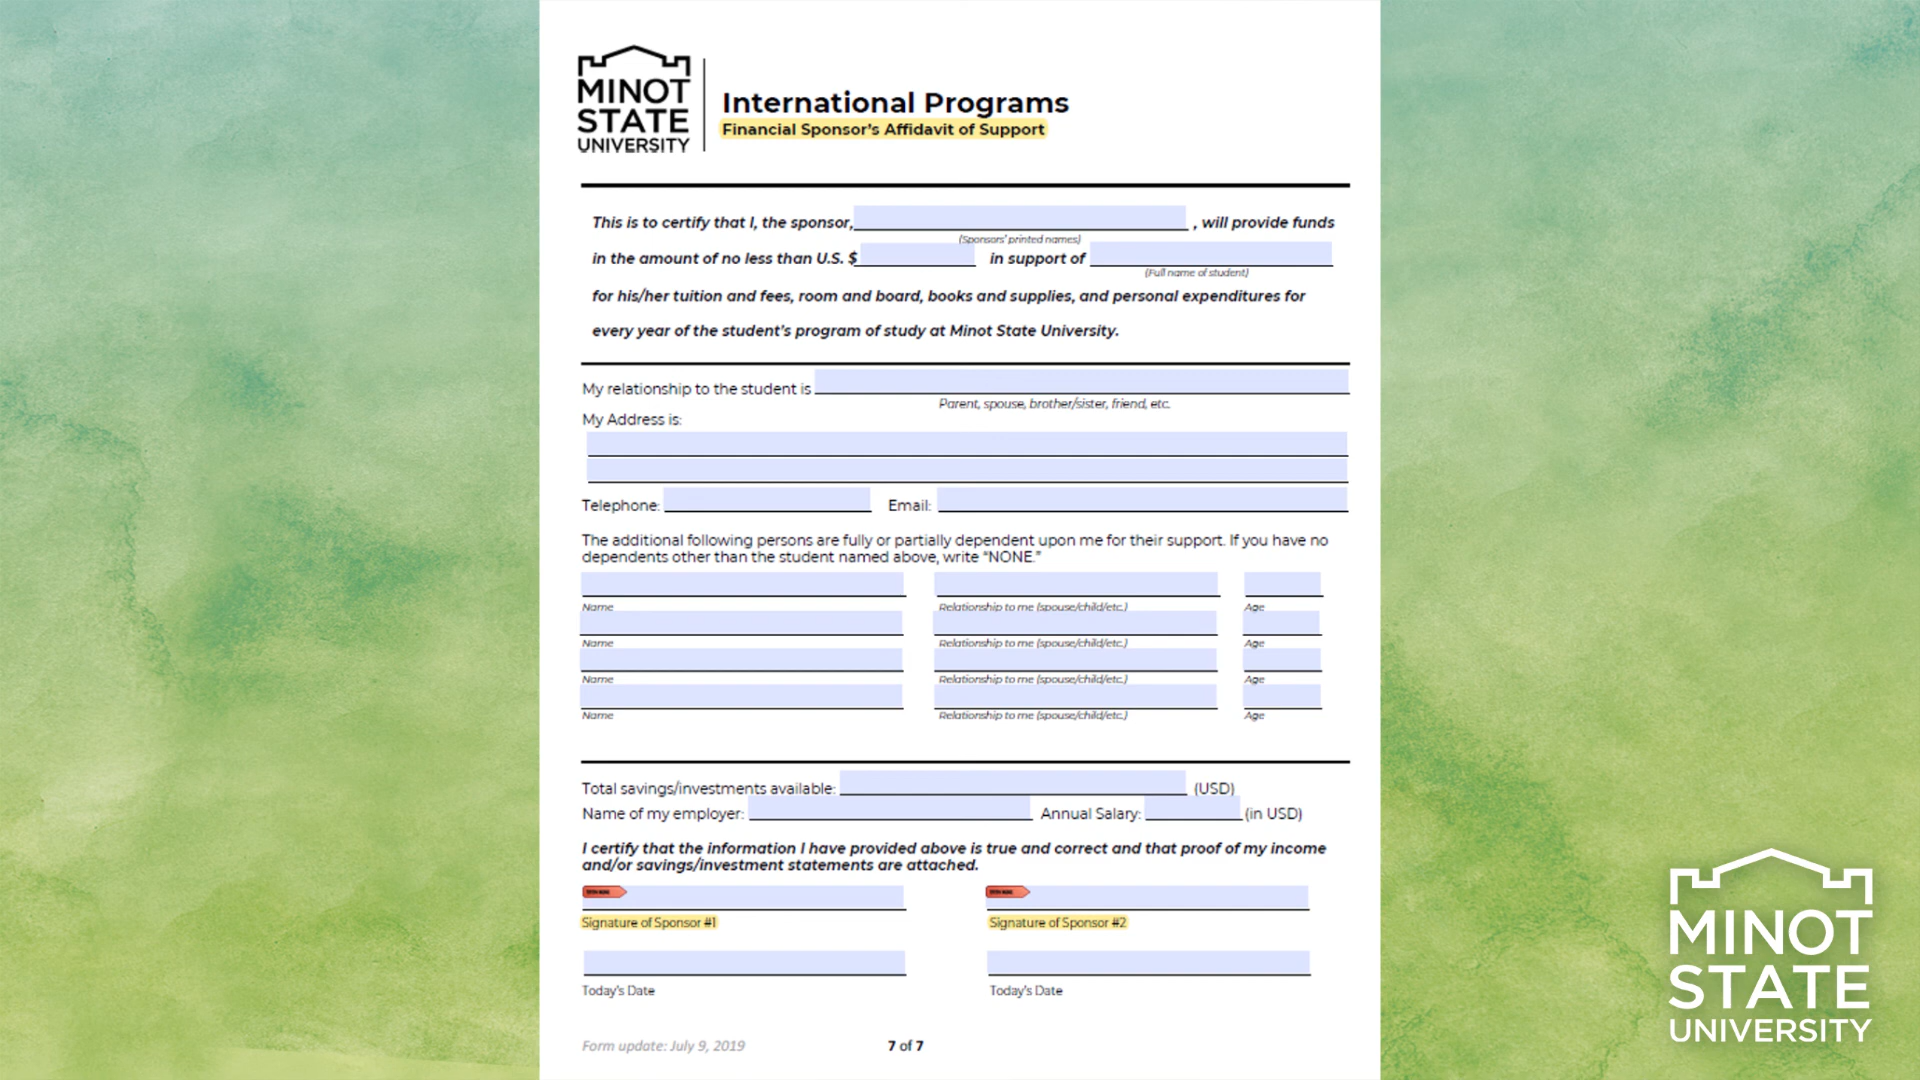 MINOT
STATE
UNIVERSITY
International Programs
Financial Sponsor's Affidavit of Support
This is to certify that I, the sponsor, , will provide funds
(Sponsors' printed names)
in the amount of no less than U.S. $ in support of
(Full name of student)
for his/her tuition and fees, room and board, books and supplies, and personal expenditures for
every year of the student's program of study at Minot State University.
My relationship to the student is
Parent, spouse, brother/sister, friend, etc.
My Address is:
Telephone: Email:
The additional following persons are fully or partially dependent upon me for their support. If you have no
dependents other than the student named above, write “NONE.”
Name Relationship to me (spouse/child/etc.) Age
Name Relationship to me (spouse/child/etc.) Age
Name Relationship to me (spouse/child/etc.) Age
Name Relationship to me (spouse/child/etc.) Age
Total savings/investments available: (USD)
Name of my employer: Annual Salary: (in USD)
I certify that the information I have provided above is true and correct and that proof of my income
and/or savings/investment statements are attached.
Signature of Sponsor #1 Signature of Sponsor #2
Today's Date Today's Date
Form update: July 9, 2019 7 of 7
MINOT
STATE
UNIVERSITY